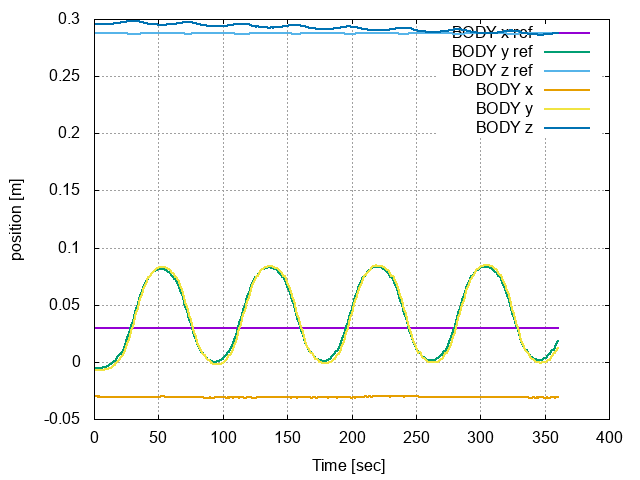 0.3
0.25
0.2
0.15
0.1
0.05
0
-0.05
position [m]
BODY x ref
BODY y ref
BODY z ref
BODY x
BODY y
BODY z
0 50 100 150 200 250 300 350 400
Time [sec]